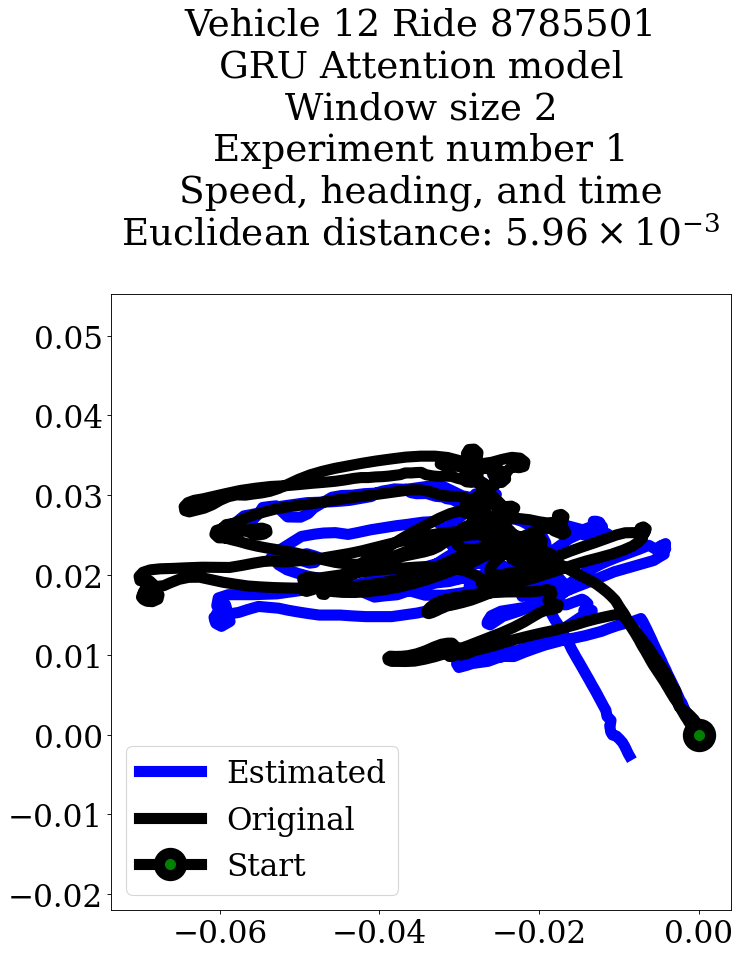 Vehicle 12 Ride 8785501
GRU Attention model
Window size 2
Experiment number 1
Speed, heading, and time
Euclidean distance: 5.96 × 10⁻³
0.05
0.04
0.03
0.02
0.01
0.00
−0.01
−0.02
Estimated
Original
Start
−0.06 −0.04 −0.02 0.00